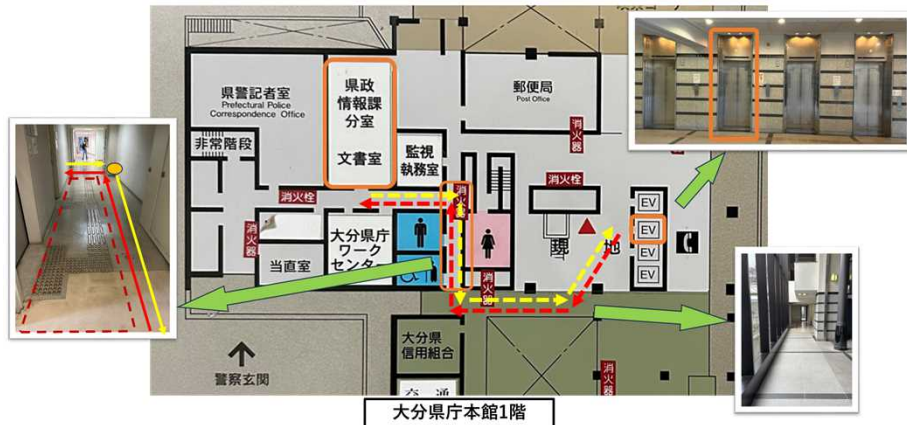 県警記者室
Prefectural Police
Correspondence Office
県政
情報課
分室
文書室
郵便局
Post Office
消火器
非常階段
監視
執務室
消火栓
消火器
消火栓
EV
EV
EV
EV
現
地
消火器
当直室
大分県庁
ワーク
センター
消火器
大分県
信用組合
消火器
警察玄関
交通
大分県庁本館1階